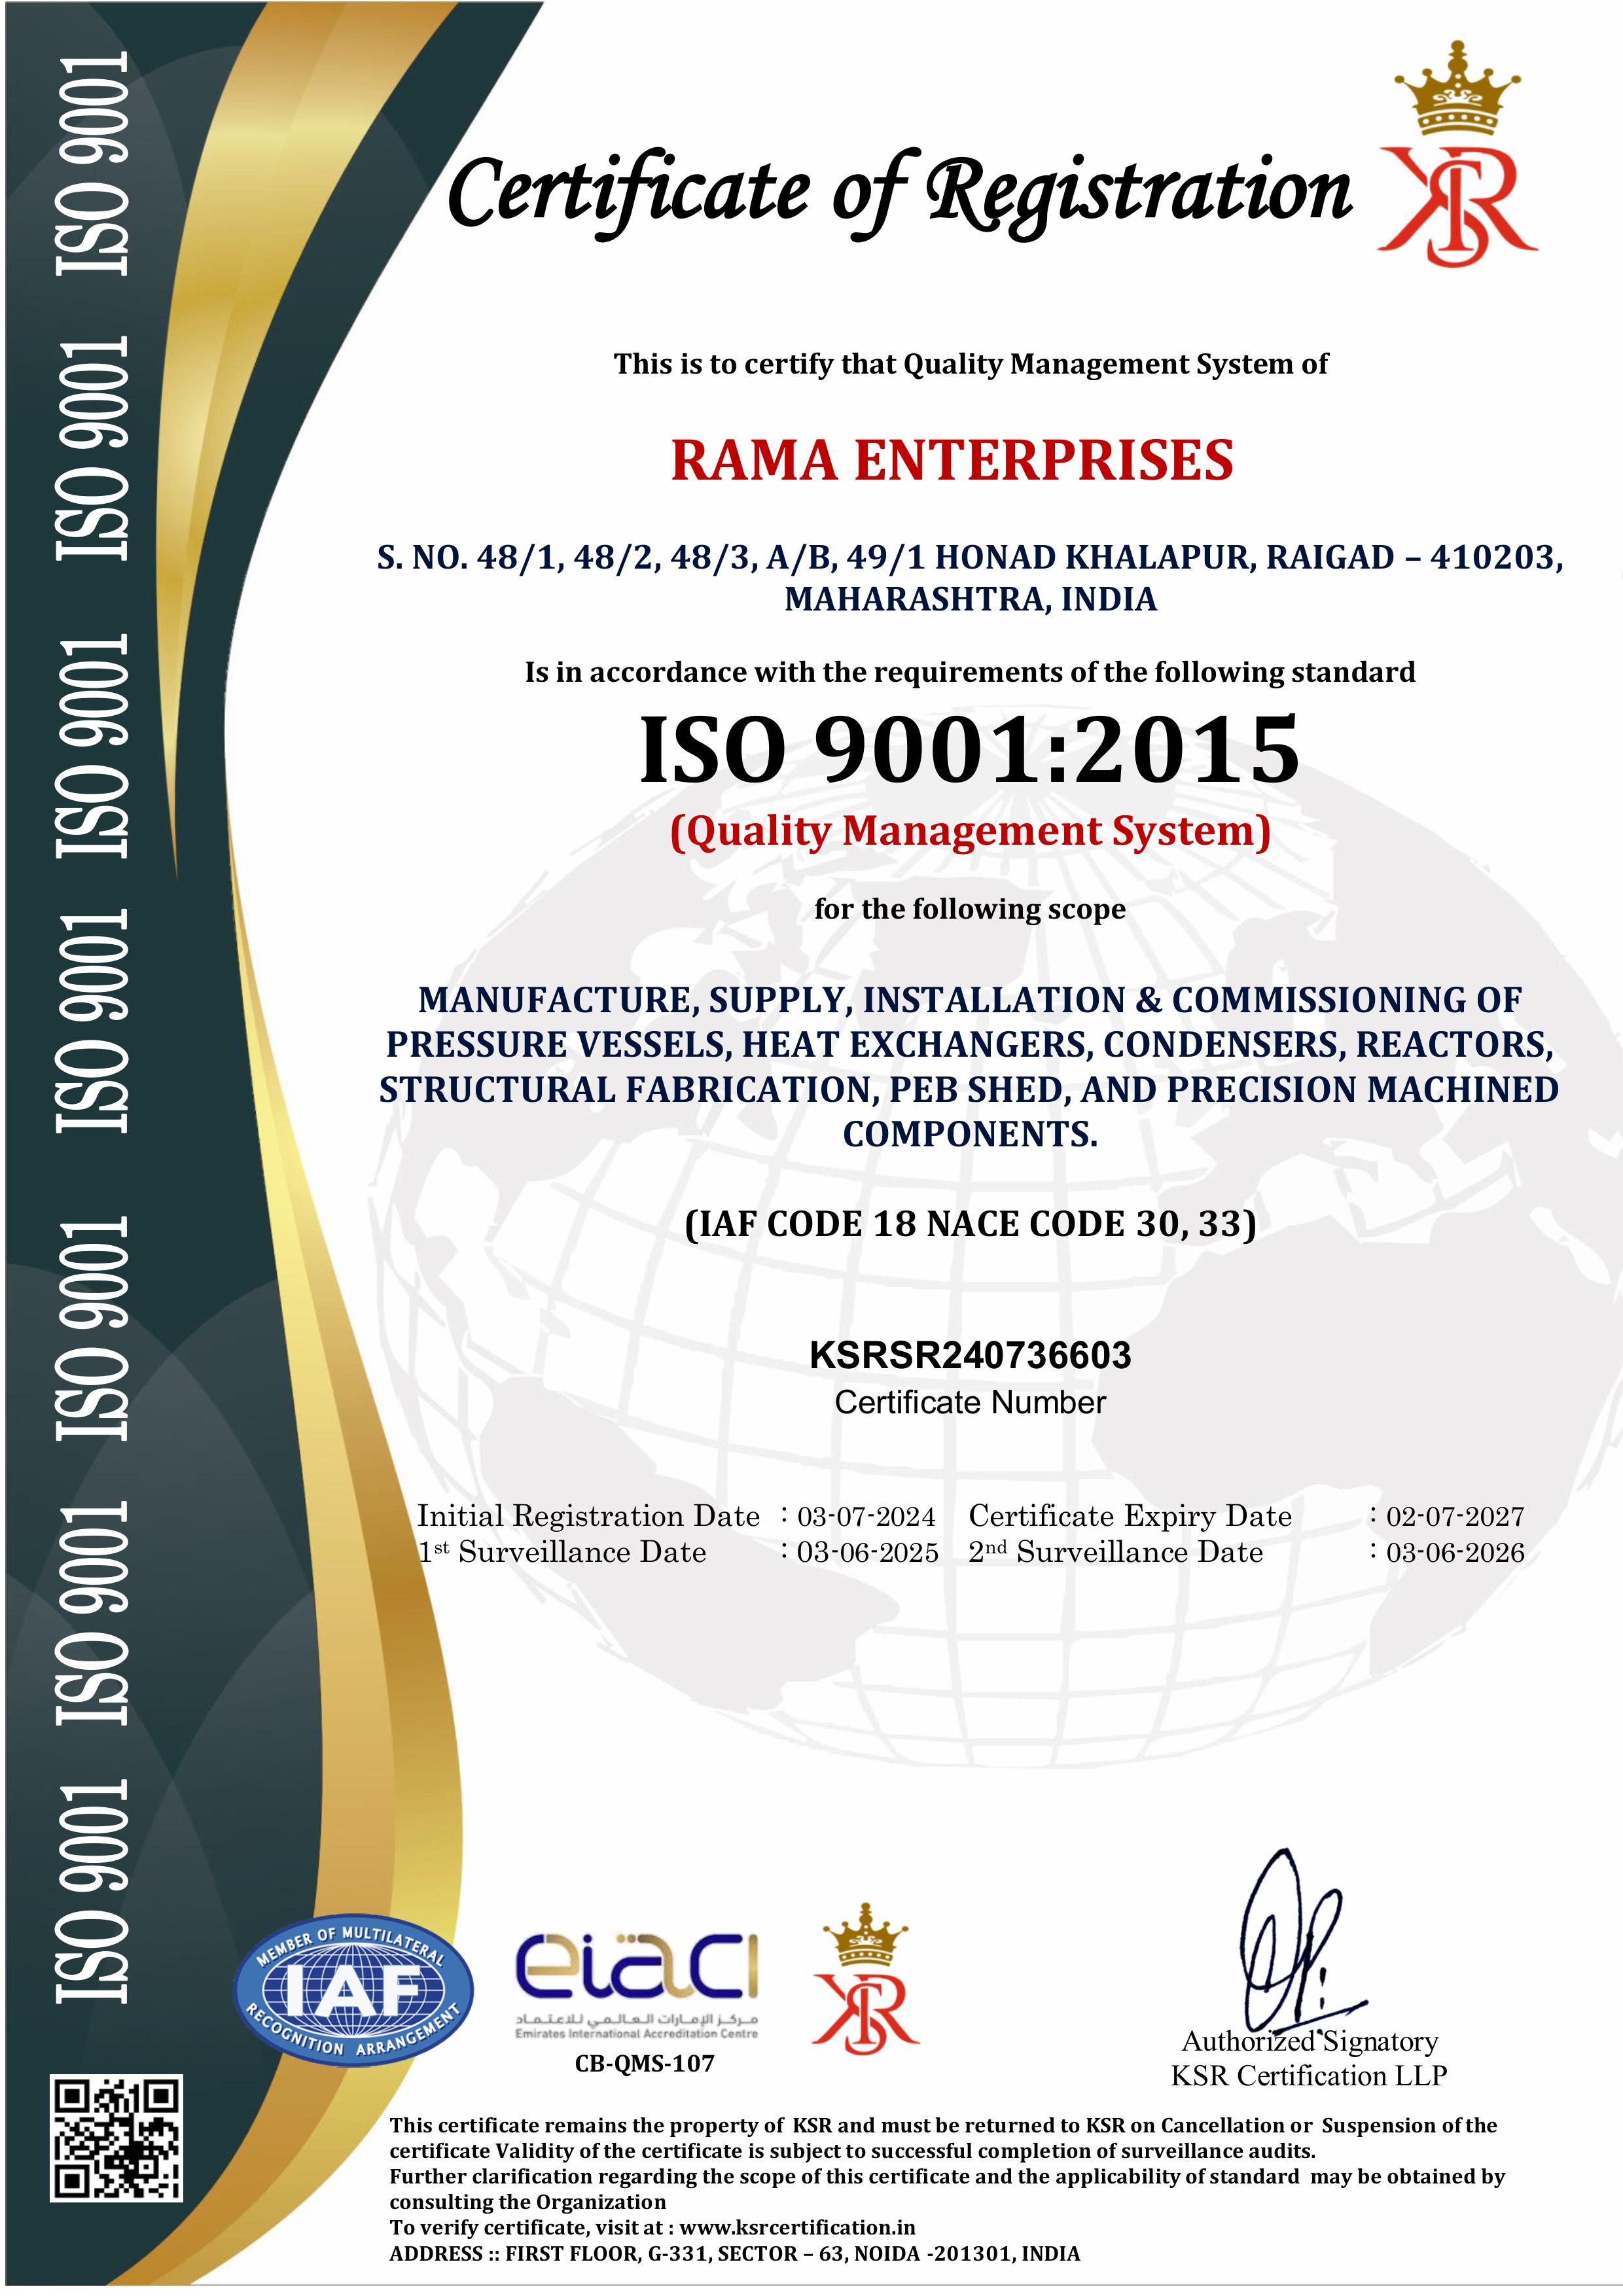 Certificate of Registration
KSR
This is to certify that Quality Management System of
RAMA ENTERPRISES
S. NO. 48/1, 48/2, 48/3, A/B, 49/1 HONAD KHALAPUR, RAIGAD – 410203,
MAHARASHTRA, INDIA
Is in accordance with the requirements of the following standard
ISO 9001:2015
(Quality Management System)
for the following scope
MANUFACTURE, SUPPLY, INSTALLATION & COMMISSIONING OF
PRESSURE VESSELS, HEAT EXCHANGERS, CONDENSERS, REACTORS,
STRUCTURAL FABRICATION, PEB SHED, AND PRECISION MACHINED
COMPONENTS.
(IAF CODE 18 NACE CODE 30, 33)
KSRSR240736603
Certificate Number
Initial Registration Date : 03-07-2024 Certificate Expiry Date : 02-07-2027
1st Surveillance Date : 03-06-2025 2nd Surveillance Date : 03-06-2026
ISO 9001 ISO 9001 ISO 9001 ISO 9001 ISO 9001 ISO 9001 ISO 9001
MEMBER OF MULTILATERAL
IAF
RECOGNITION ARRANGEMENT
eiaci
مركز الإمارات العالمي للاعتماد
Emirates International Accreditation Centre
CB-QMS-107
KSR
Authorized Signatory
KSR Certification LLP
This certificate remains the property of KSR and must be returned to KSR on Cancellation or Suspension of the
certificate Validity of the certificate is subject to successful completion of surveillance audits.
Further clarification regarding the scope of this certificate and the applicability of standard may be obtained by
consulting the Organization
To verify certificate, visit at : www.ksrcertification.in
ADDRESS :: FIRST FLOOR, G-331, SECTOR – 63, NOIDA -201301, INDIA